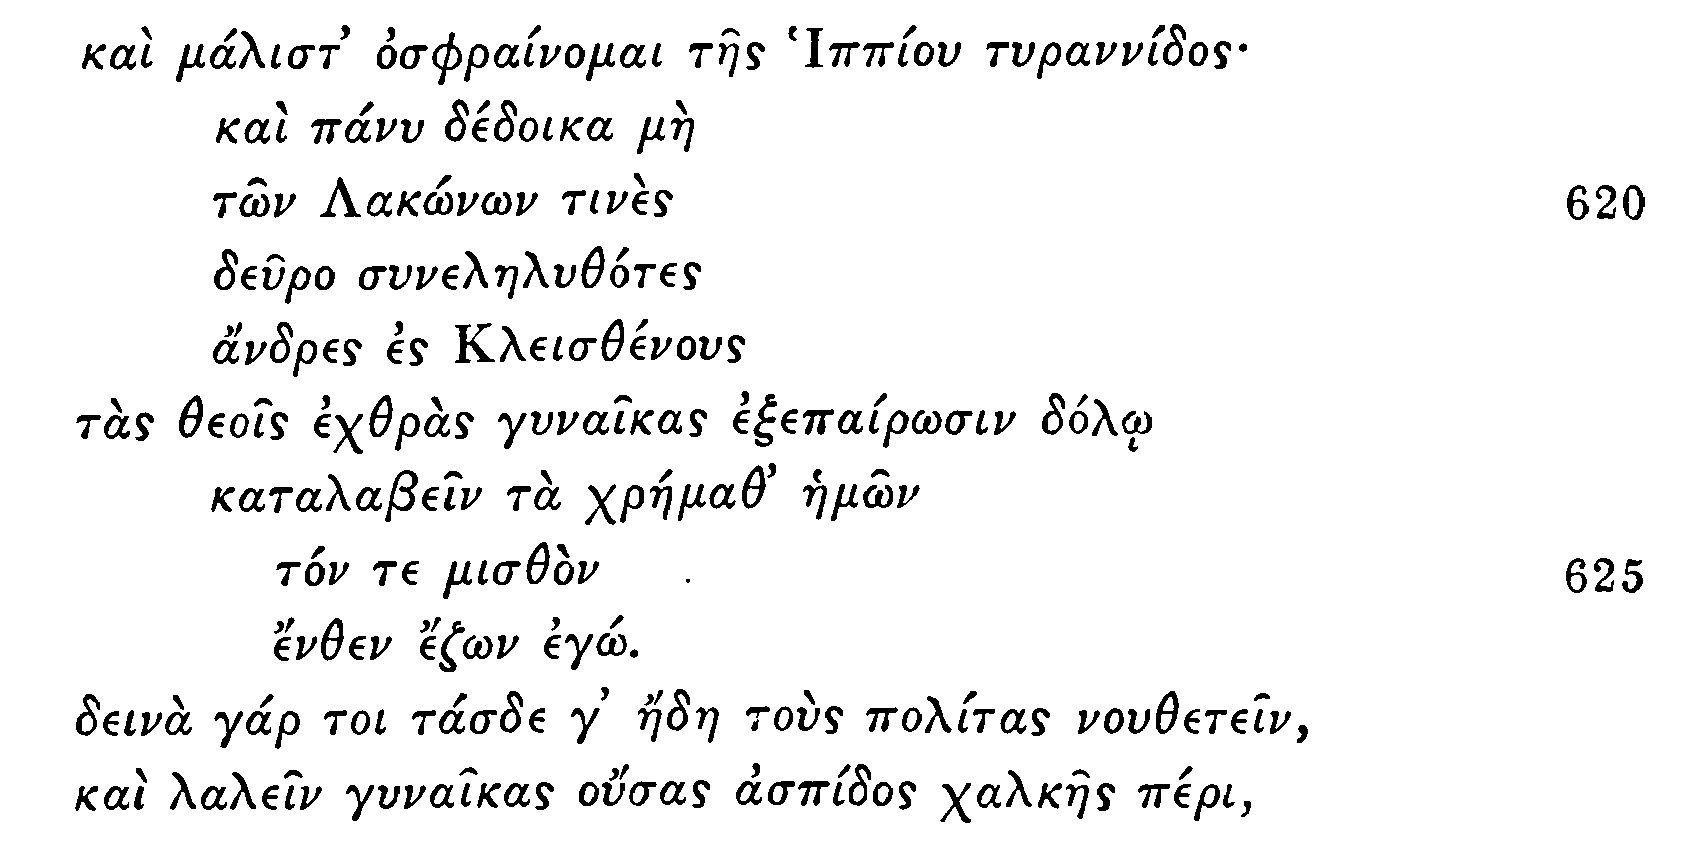 καὶ μάλιστ’ ὀσφραίνομαι τῆς Ἱππίου τυραννίδος·
καὶ πάνυ δέδοικα μὴ
τῶν Λακώνων τινὲς 620
δεῦρο συνεληλυθότες
ἄνδρες ἐς Κλεισθένους
τὰς θεοῖς ἐχθρὰς γυναῖκας ἐξεπαίρωσιν δόλῳ
καταλαβεῖν τὰ χρήμαθ’ ἡμῶν
τόν τε μισθὸν 625
ἔνθεν ἔζων ἐγώ.
δεινὰ γάρ τοι τάσδε γ’ ἤδη τοὺς πολίτας νουθετεῖν,
καὶ λαλεῖν γυναῖκας οὔσας ἀσπίδος χαλκῆς πέρι,